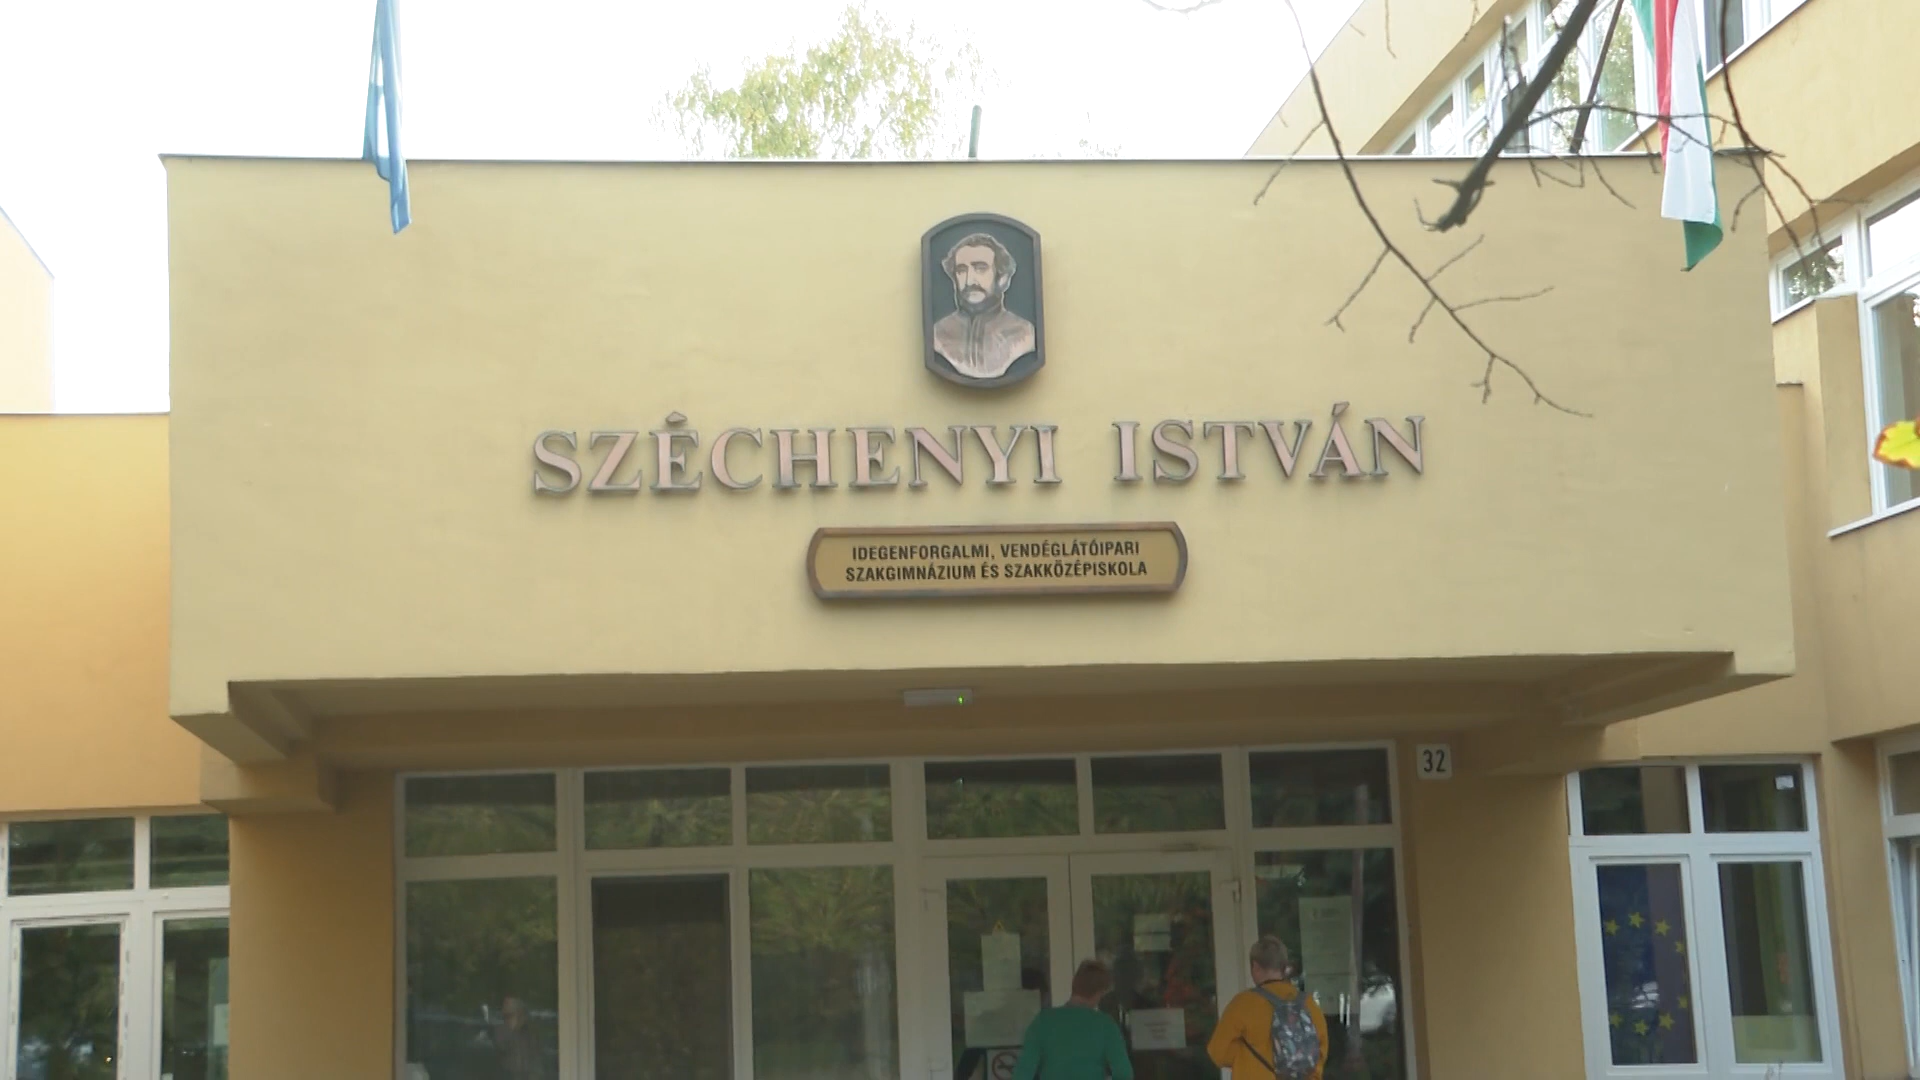 SZÉCHENYI ISTVÁN
IDEGENFORGALMI, VENDÉGLÁTÓIPARI
SZAKGIMNÁZIUM ÉS SZAKKÖZÉPISKOLA
32